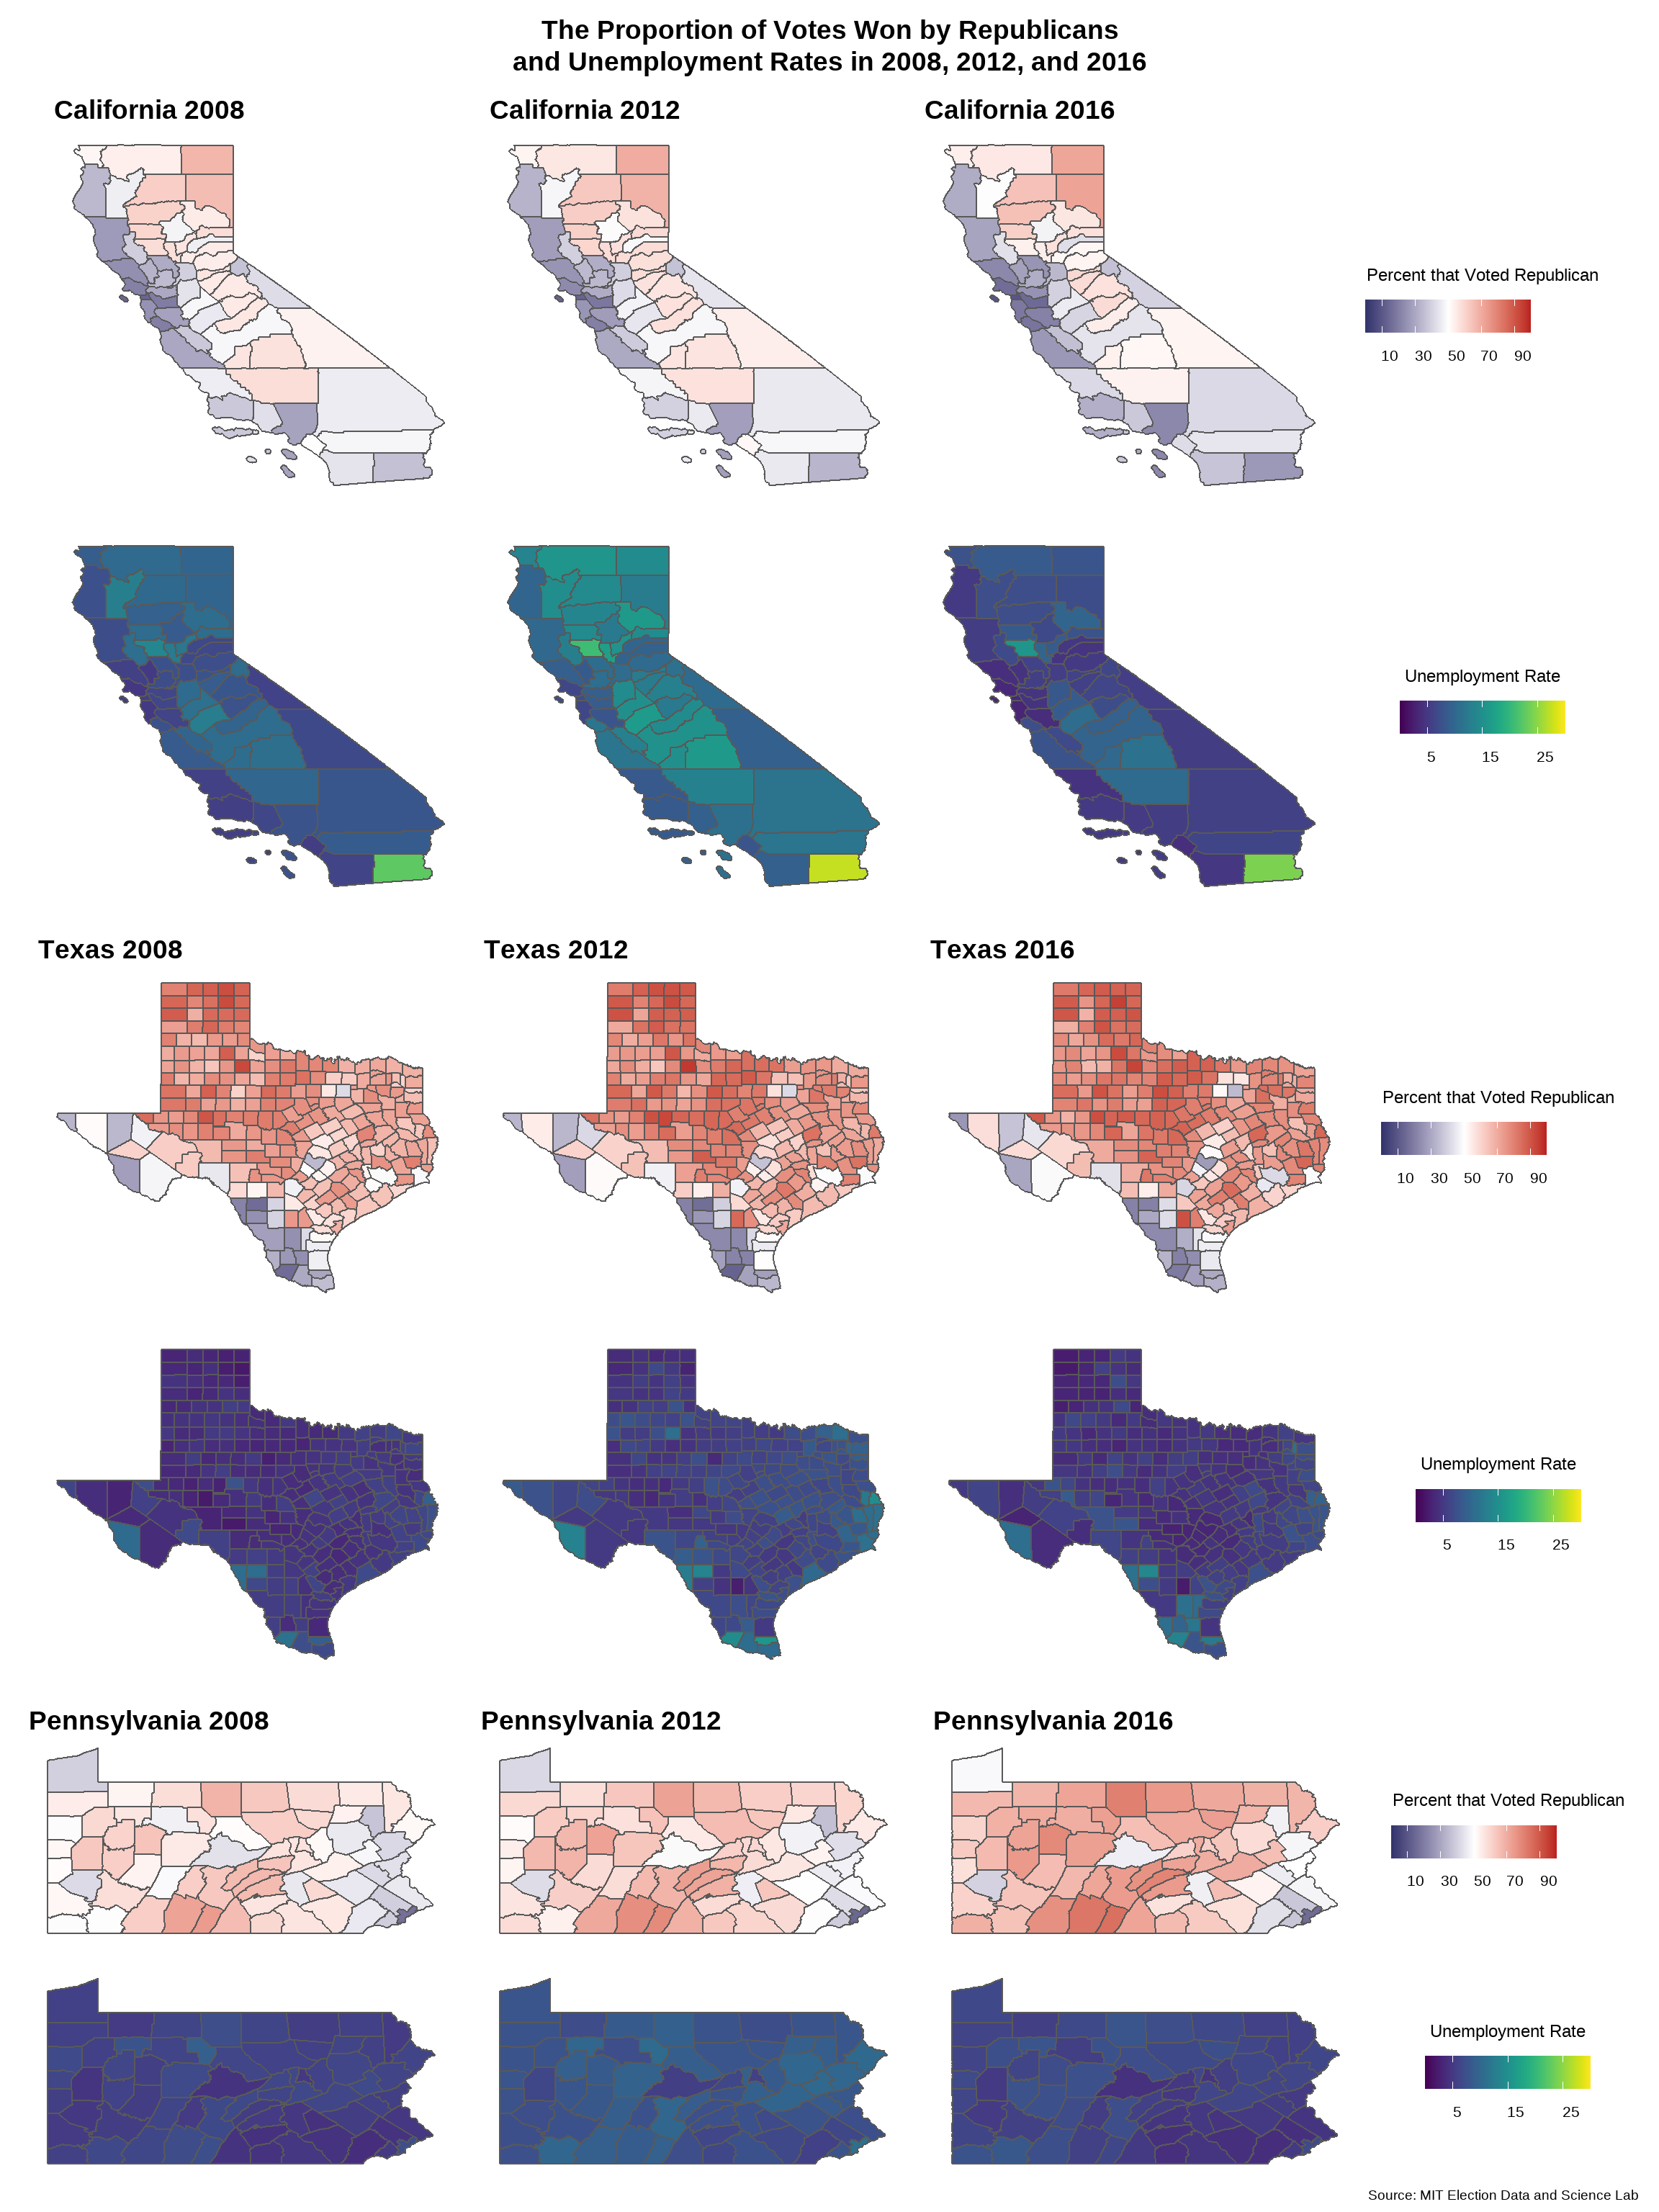 The Proportion of Votes Won by Republicans
and Unemployment Rates in 2008, 2012, and 2016
California 2008
California 2012
California 2016
Percent that Voted Republican
10 30 50 70 90
Unemployment Rate
5 15 25
Texas 2008
Texas 2012
Texas 2016
Percent that Voted Republican
10 30 50 70 90
Unemployment Rate
5 15 25
Pennsylvania 2008
Pennsylvania 2012
Pennsylvania 2016
Percent that Voted Republican
10 30 50 70 90
Unemployment Rate
5 15 25
Source: MIT Election Data and Science Lab